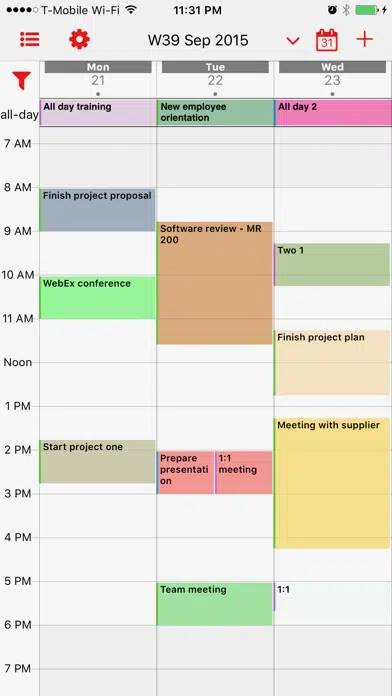 T-Mobile Wi-Fi 11:31 PM
W39 Sep 2015 31
Mon Tue Wed
21 22 23
all-day All day training New employee orientation All day 2
7 AM
8 AM
Finish project proposal
Software review - MR
200
9 AM
Two 1
10 AM
WebEx conference
11 AM
Finish project plan
Noon
1 PM
Meeting with supplier
Start project one
2 PM
Prepare
presentati
on
1:1
meeting
3 PM
4 PM
5 PM
Team meeting 1:1
6 PM
7 PM